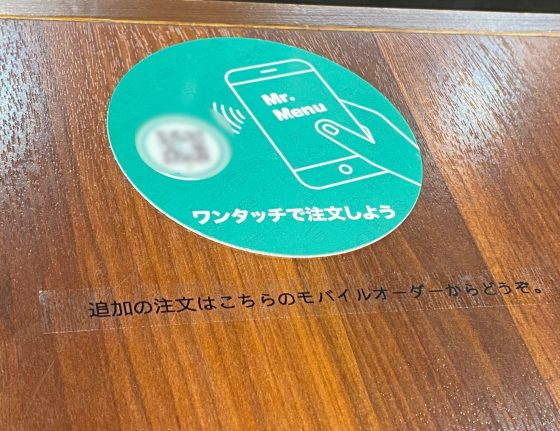 Mr.
Menu
ワンタッチで注文しよう
追加の注文はこちらのモバイルオーダーからどうぞ。